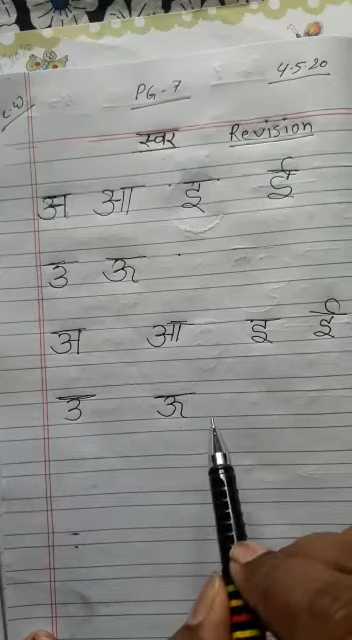 C.W
PG-7
4.5.20
स्वर Revision
अ आ इ ई
उ ऊ
अ आ इ ई
उ ऊ